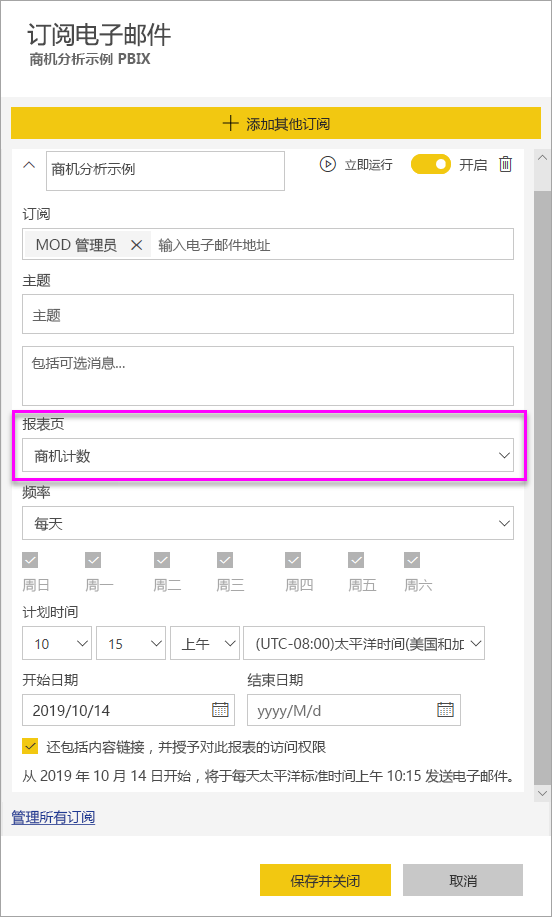 订阅电子邮件
商机分析示例 PBIX
添加其他订阅
商机分析示例 立即运行 开启
订阅
MOD 管理员 输入电子邮件地址
主题
主题
包括可选消息...
报表页
商机计数
频率
每天
周日 周一 周二 周三 周四 周五 周六
计划时间
10 15 上午 (UTC-08:00)太平洋时间(美国和加
开始日期 结束日期
2019/10/14 yyyy/M/d
还包括内容链接，并授予对此报表的访问权限
从 2019 年 10 月 14 日开始，将于每天太平洋标准时间上午 10:15 发送电子邮件。
管理所有订阅
保存并关闭 取消